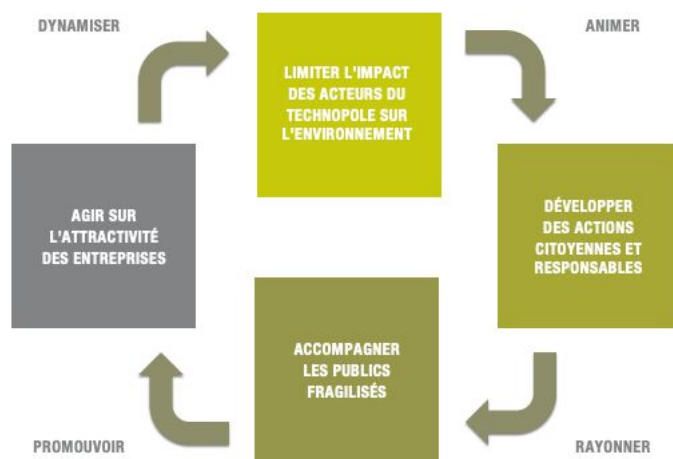 DYNAMISER
ANIMER
LIMITER L'IMPACT
DES ACTEURS DU
TECHNOPOLE SUR
L'ENVIRONNEMENT
AGIR SUR
L'ATTRACTIVITÉ
DES ENTREPRISES
DÉVELOPPER
DES ACTIONS
CITOYENNES ET
RESPONSABLES
ACCOMPAGNER
LES PUBLICS
FRAGILISÉS
PROMOUVOIR
RAYONNER